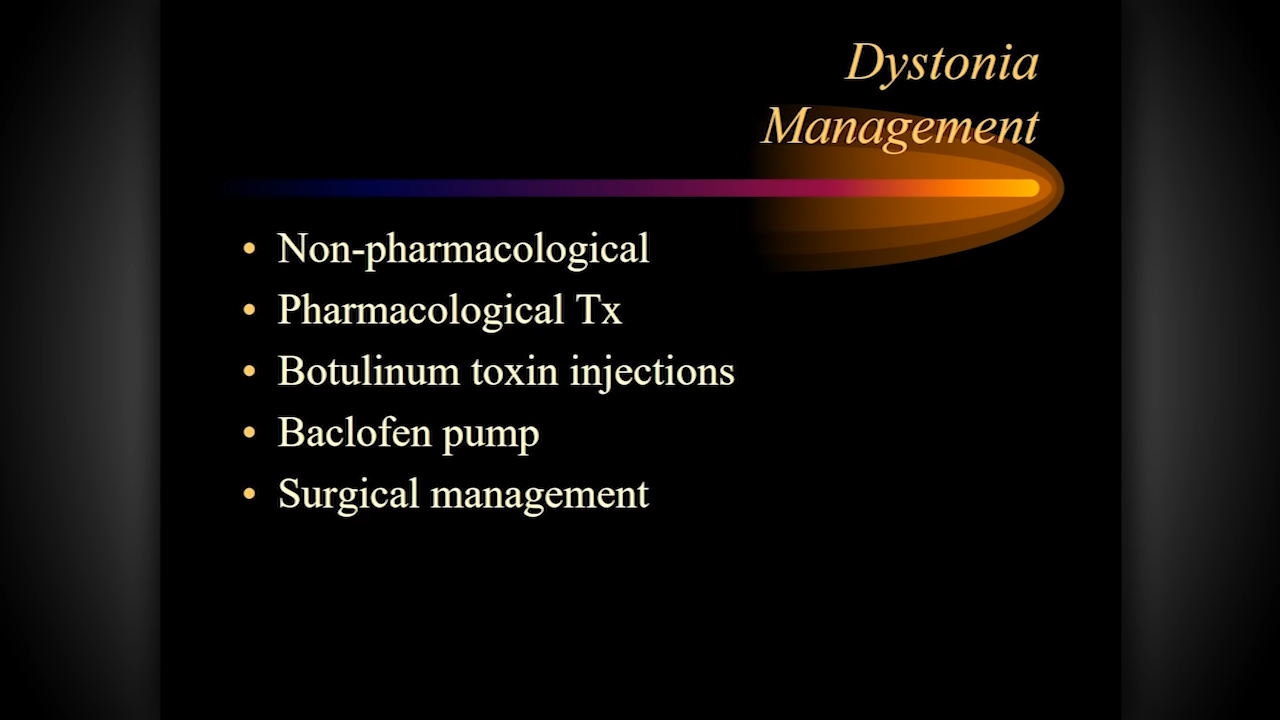 Dystonia
Management
• Non-pharmacological
• Pharmacological Tx
• Botulinum toxin injections
• Baclofen pump
• Surgical management